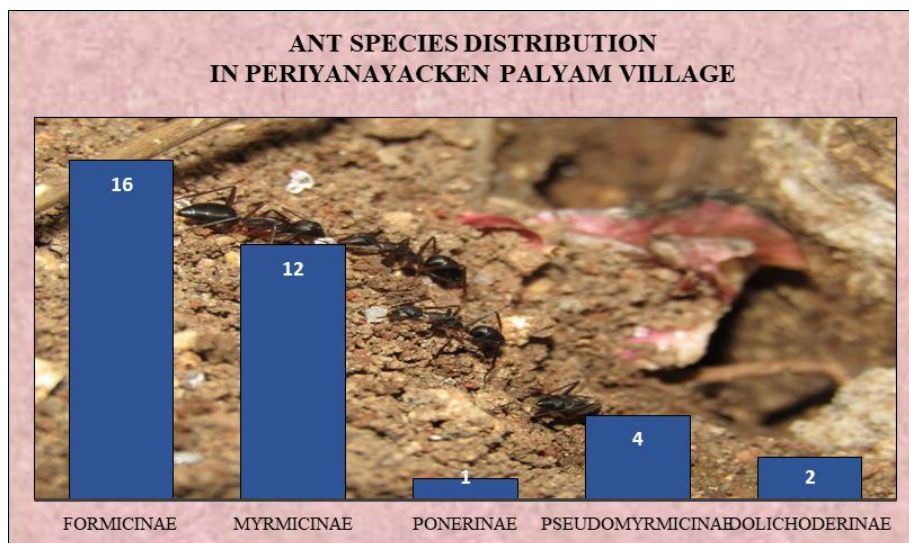 ANT SPECIES DISTRIBUTION
IN PERIYANAYACKEN PALYAM VILLAGE
16
12
1
4
2
FORMICINAE MYRMICINAE PONERINAE PSEUDOMYRMICINAE DOLICHODERINAE